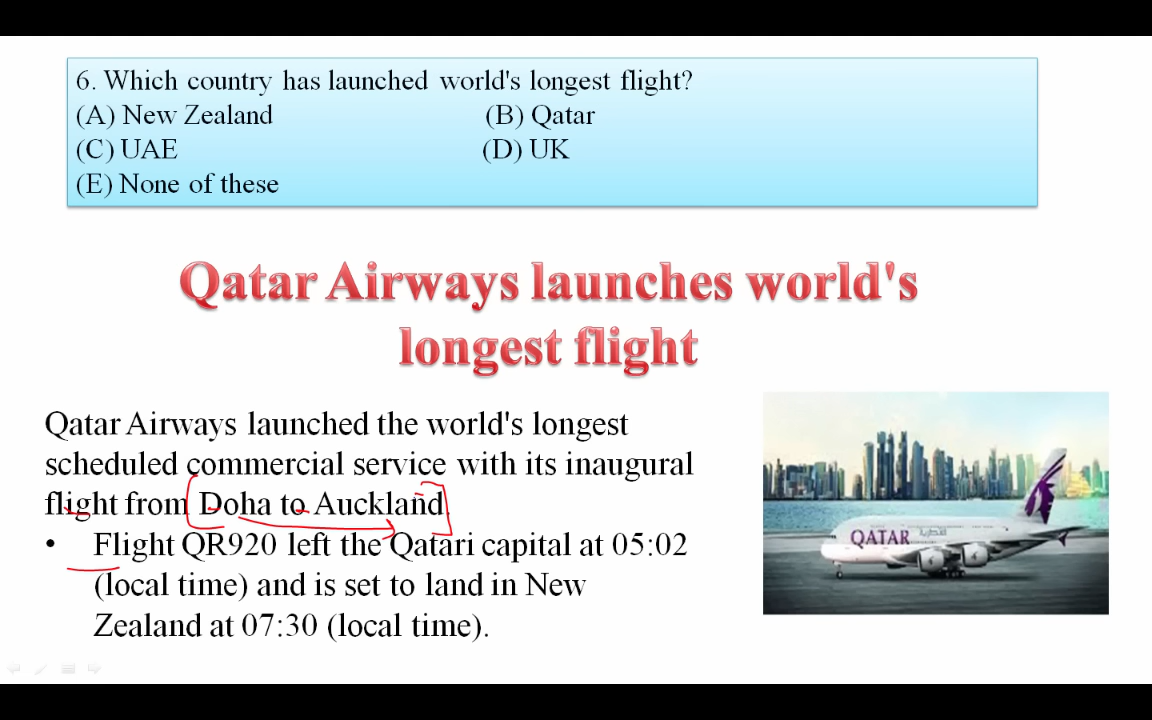 6. Which country has launched world's longest flight?
(A) New Zealand (B) Qatar
(C) UAE (D) UK
(E) None of these
Qatar Airways launches world's
longest flight
Qatar Airways launched the world's longest
scheduled commercial service with its inaugural
flight from Doha to Auckland.
• Flight QR920 left the Qatari capital at 05:02
(local time) and is set to land in New
Zealand at 07:30 (local time).
QATAR